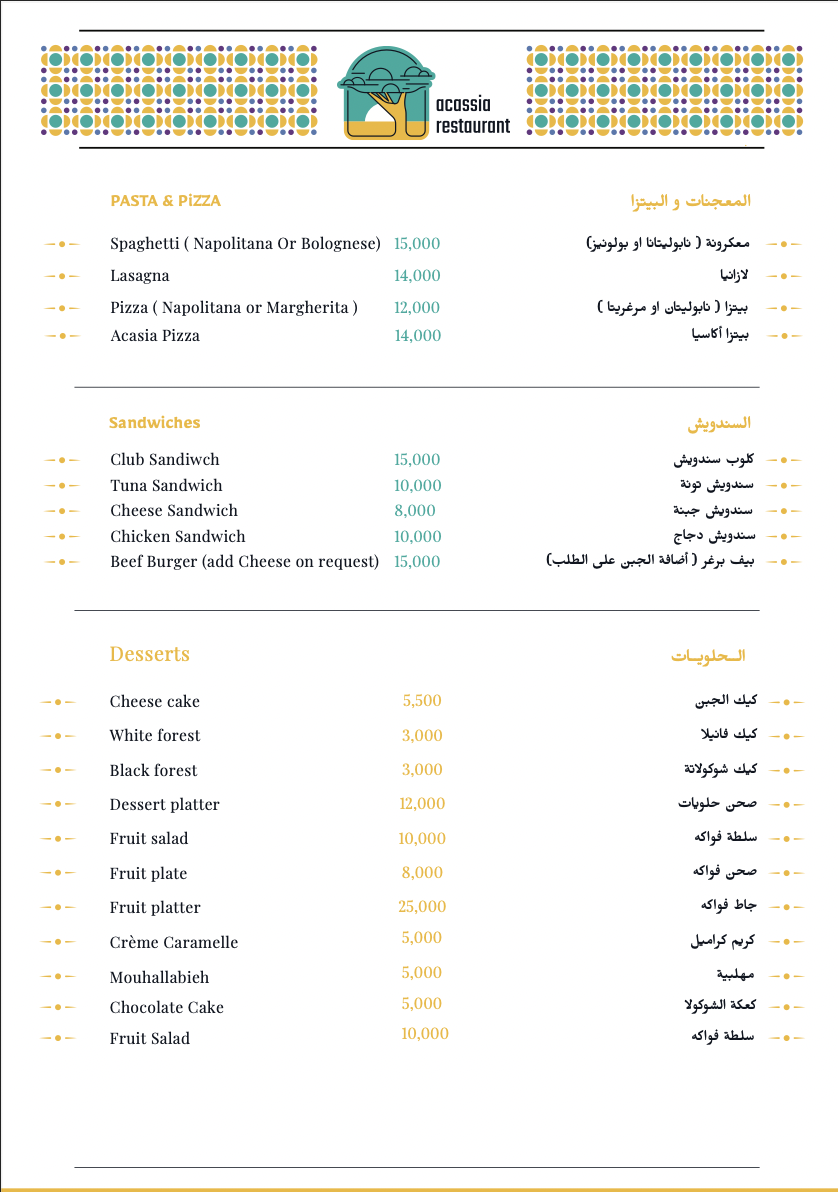 acassia
restaurant
PASTA & PiZZA المعجنات و البيتزا
Spaghetti ( Napolitana Or Bolognese) 15,000 معكرونة ( نابوليتانا او بولونيز)
Lasagna 14,000 لازانيا
Pizza ( Napolitana or Margherita ) 12,000 بيتزا ( نابوليتان او مرغريتا )
Acasia Pizza 14,000 بيتزا أكاسيا
Sandwiches السندويش
Club Sandiwch 15,000 كلوب سندويش
Tuna Sandwich 10,000 سندويش تونة
Cheese Sandwich 8,000 سندويش جبنة
Chicken Sandwich 10,000 سندويش دجاج
Beef Burger (add Cheese on request) 15,000 بيف برغر ( أضافة الجبن على الطلب)
Desserts الــحلويــات
Cheese cake 5,500 كيك الجبن
White forest 3,000 كيك فانيلا
Black forest 3,000 كيك شوكولاتة
Dessert platter 12,000 صحن حلويات
Fruit salad 10,000 سلطة فواكه
Fruit plate 8,000 صحن فواكه
Fruit platter 25,000 جاط فواكه
Crème Caramelle 5,000 كريم كراميل
Mouhallabieh 5,000 مهلبية
Chocolate Cake 5,000 كعكة الشوكولا
Fruit Salad 10,000 سلطة فواكه